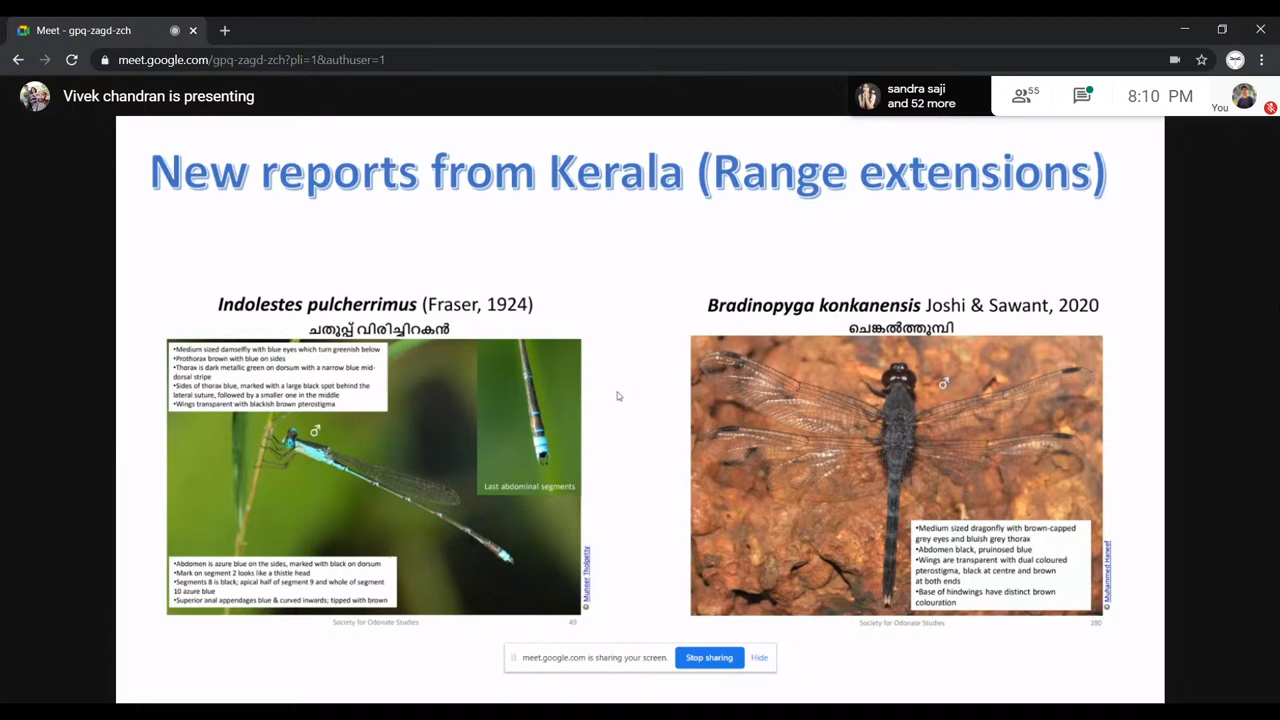 Meet - gpq-zagd-zch
meet.google.com/gpq-zagd-zch?pli=1&authuser=1
Vivek chandran is presenting
sandra saji
and 52 more
55
8:10 PM
You
New reports from Kerala (Range extensions)
Indolestes pulcherrimus (Fraser, 1924)
ചതുപ്പ് വിരിച്ചിറകൻ
•Medium sized damselfly with blue eyes which turn greenish below
•Prothorax brown with blue on sides
•Thorax is dark metallic green on dorsum with a narrow blue mid-
dorsal stripe
•Sides of thorax blue, marked with a large black spot behind the
lateral suture, followed by a smaller one in the middle
•Wings transparent with blackish brown pterostigma
♂
Last abdominal segments
•Abdomen is azure blue on the sides, marked with black on dorsum
•Mark on segment 2 looks like a thistle head
•Segments 8 is black; apical half of segment 9 and whole of segment
10 azure blue
•Superior anal appendages blue & curved inwards; tipped with brown
© Muneer Tholpetty
Society for Odonate Studies
49
Bradinopyga konkanensis Joshi & Sawant, 2020
ചെങ്കൽത്തുമ്പി
♂
•Medium sized dragonfly with brown-capped
grey eyes and bluish grey thorax
•Abdomen black, pruinosed blue
•Wings are transparent with dual coloured
pterostigma, black at centre and brown
at both ends
•Base of hindwings have distinct brown
colouration
© Muhammed Haneef
Society for Odonate Studies
280
meet.google.com is sharing your screen.
Stop sharing
Hide